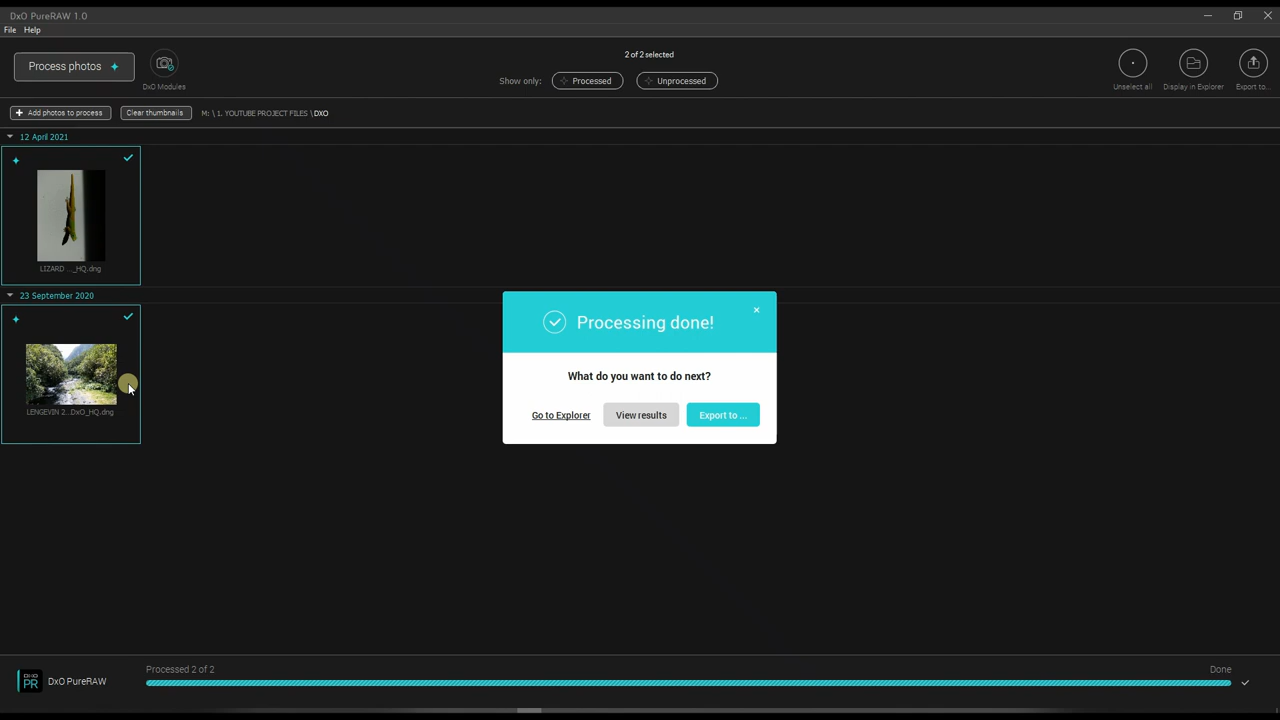 DxO PureRAW 1.0
File Help
Process photos
DxO Modules
2 of 2 selected
Show only: Processed Unprocessed
Unselect all
Display in Explorer
Export to...
Add photos to process
Clear thumbnails
M: \ 1. YOUTUBE PROJECT FILES \ DXO
12 April 2021
LIZARD ..._HQ.dng
23 September 2020
LENGEVIN 2...DxO_HQ.dng
Processing done!
What do you want to do next?
Go to Explorer View results Export to ...
Processed 2 of 2
Done
DXO
PR
DxO PureRAW